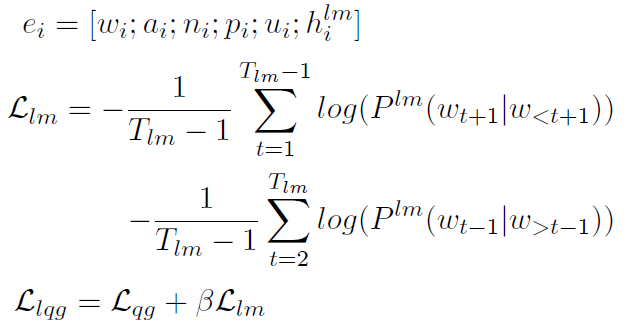 e_i = [w_i; a_i; n_i; p_i; u_i; h_i^{lm}]
\mathcal{L}_{lm} = -\frac{1}{T_{lm}-1} \sum_{t=1}^{T_{lm}-1} log(P^{lm}(w_{t+1}|w_{<t+1}))
-\frac{1}{T_{lm}-1} \sum_{t=2}^{T_{lm}} log(P^{lm}(w_{t-1}|w_{>t-1}))
\mathcal{L}_{lqg} = \mathcal{L}_{qg} + \beta\mathcal{L}_{lm}